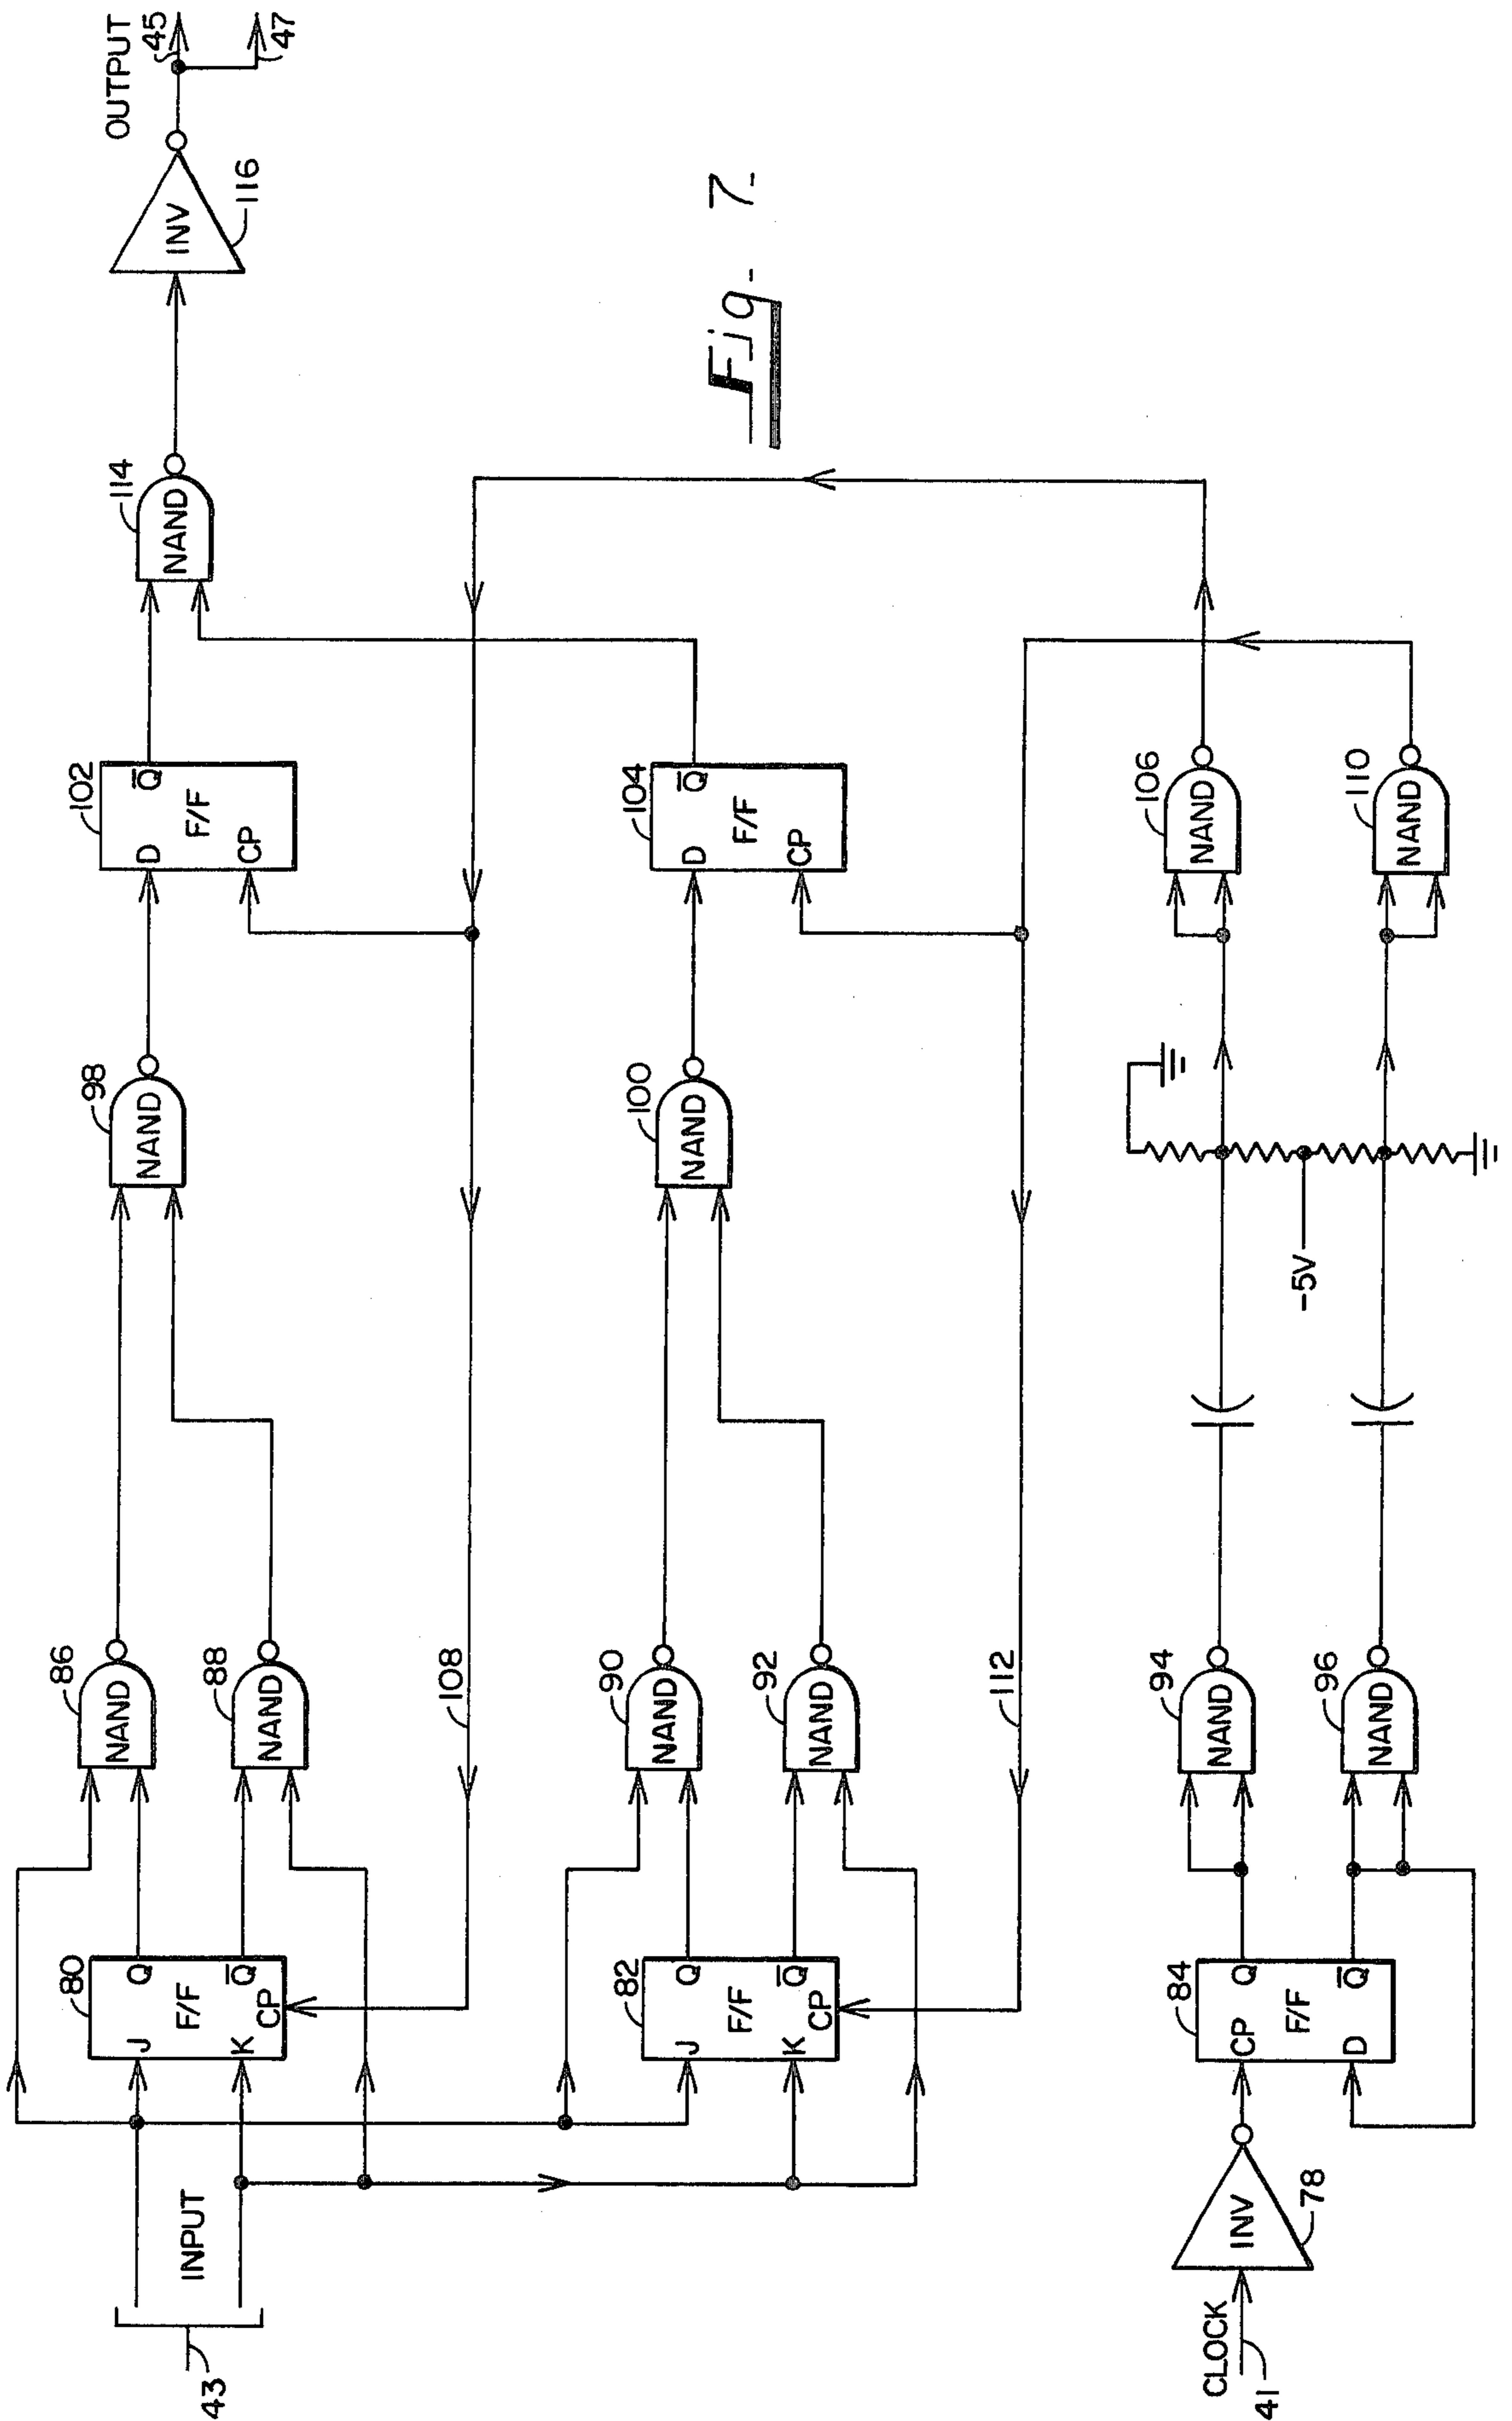 OUTPUT
45
47
INV
116
114
NAND
Fig. 7.
102
Q̅
F/F
D
CP
104
Q̅
F/F
D
CP
106
NAND
110
NAND
98
NAND
100
NAND
-5V
86
NAND
88
NAND
108
90
NAND
92
NAND
112
94
NAND
96
NAND
80
Q
Q̅
F/F
CP
J
K
82
Q
Q̅
F/F
CP
J
K
84
Q
Q̅
CP
F/F
D
INPUT
43
INV
78
CLOCK
41